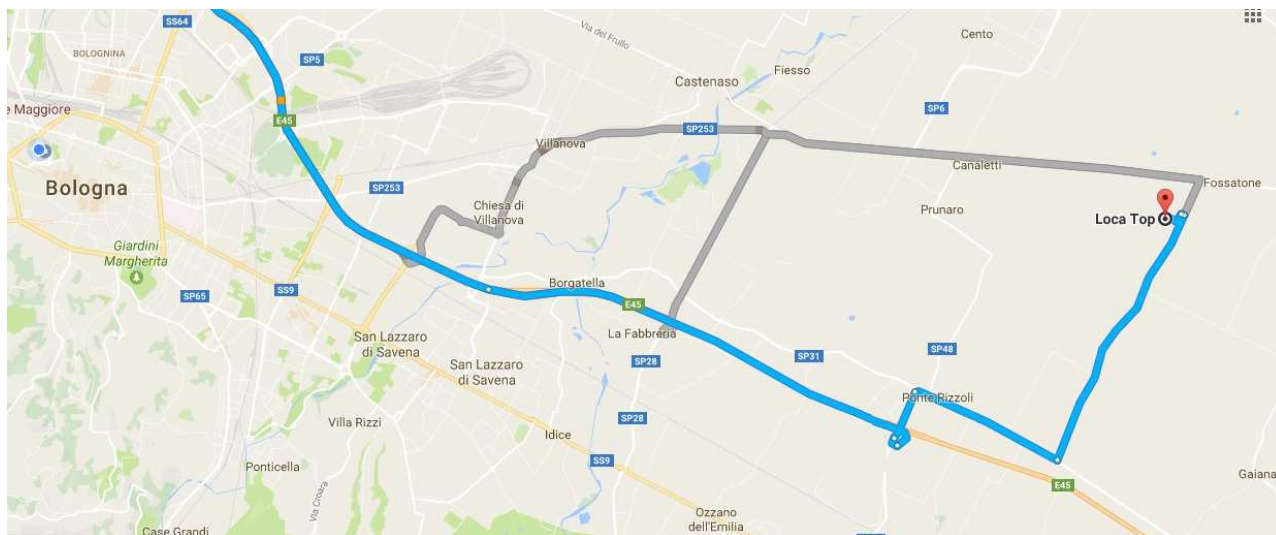 SS64
Via del Frullo
Cento
BOLOGNINA
SP5
Fiesso
Castenaso
e Maggiore
E45
SP6
SP253
Villanova
Canaletti
Bologna
SP253
Fossatone
Chiesa di
Villanova
Prunaro
Loca Top
Giardini
Margherita
SP65
SS9
Borgatella
E45
San Lazzaro
di Savena
La Fabbreria
SP31
SP48
San Lazzaro
di Savena
SP28
Ponte Rizzoli
Villa Rizzi
SP28
Idice
Ponticella
SS9
Gaiana
E45
Via Croara
Ozzano
dell'Emilia
Case Grandi